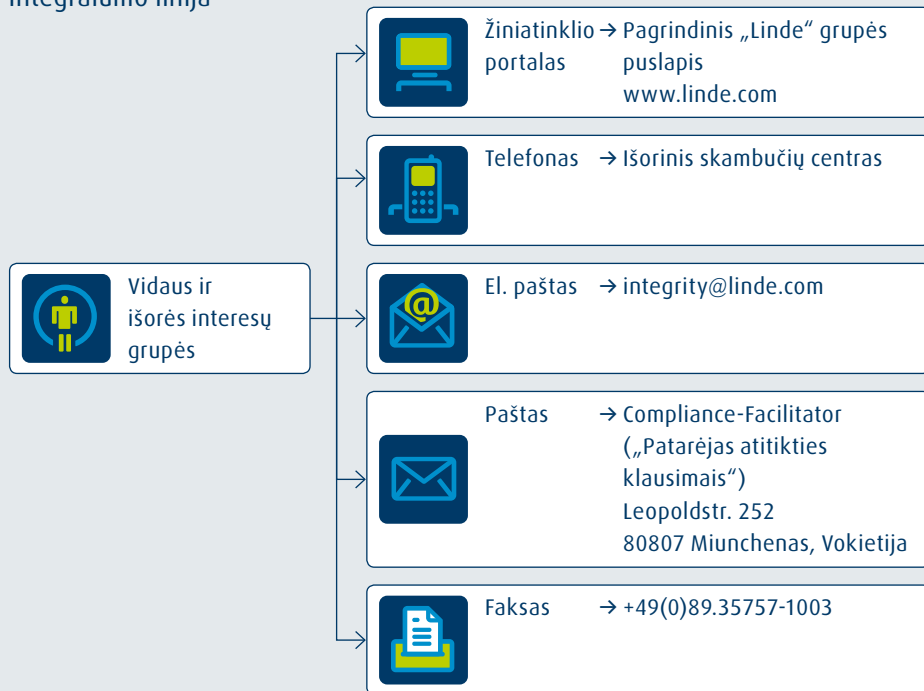 Integralumo linija
Žiniatinklio → Pagrindinis „Linde“ grupės
portalas puslapis
www.linde.com
Telefonas → Išorinis skambučių centras
Vidaus ir
išorės interesų
grupės
El. paštas → integrity@linde.com
Paštas → Compliance-Facilitator
(„Patarėjas atitikties
klausimais“)
Leopoldstr. 252
80807 Miunchenas, Vokietija
Faksas → +49(0)89.35757-1003